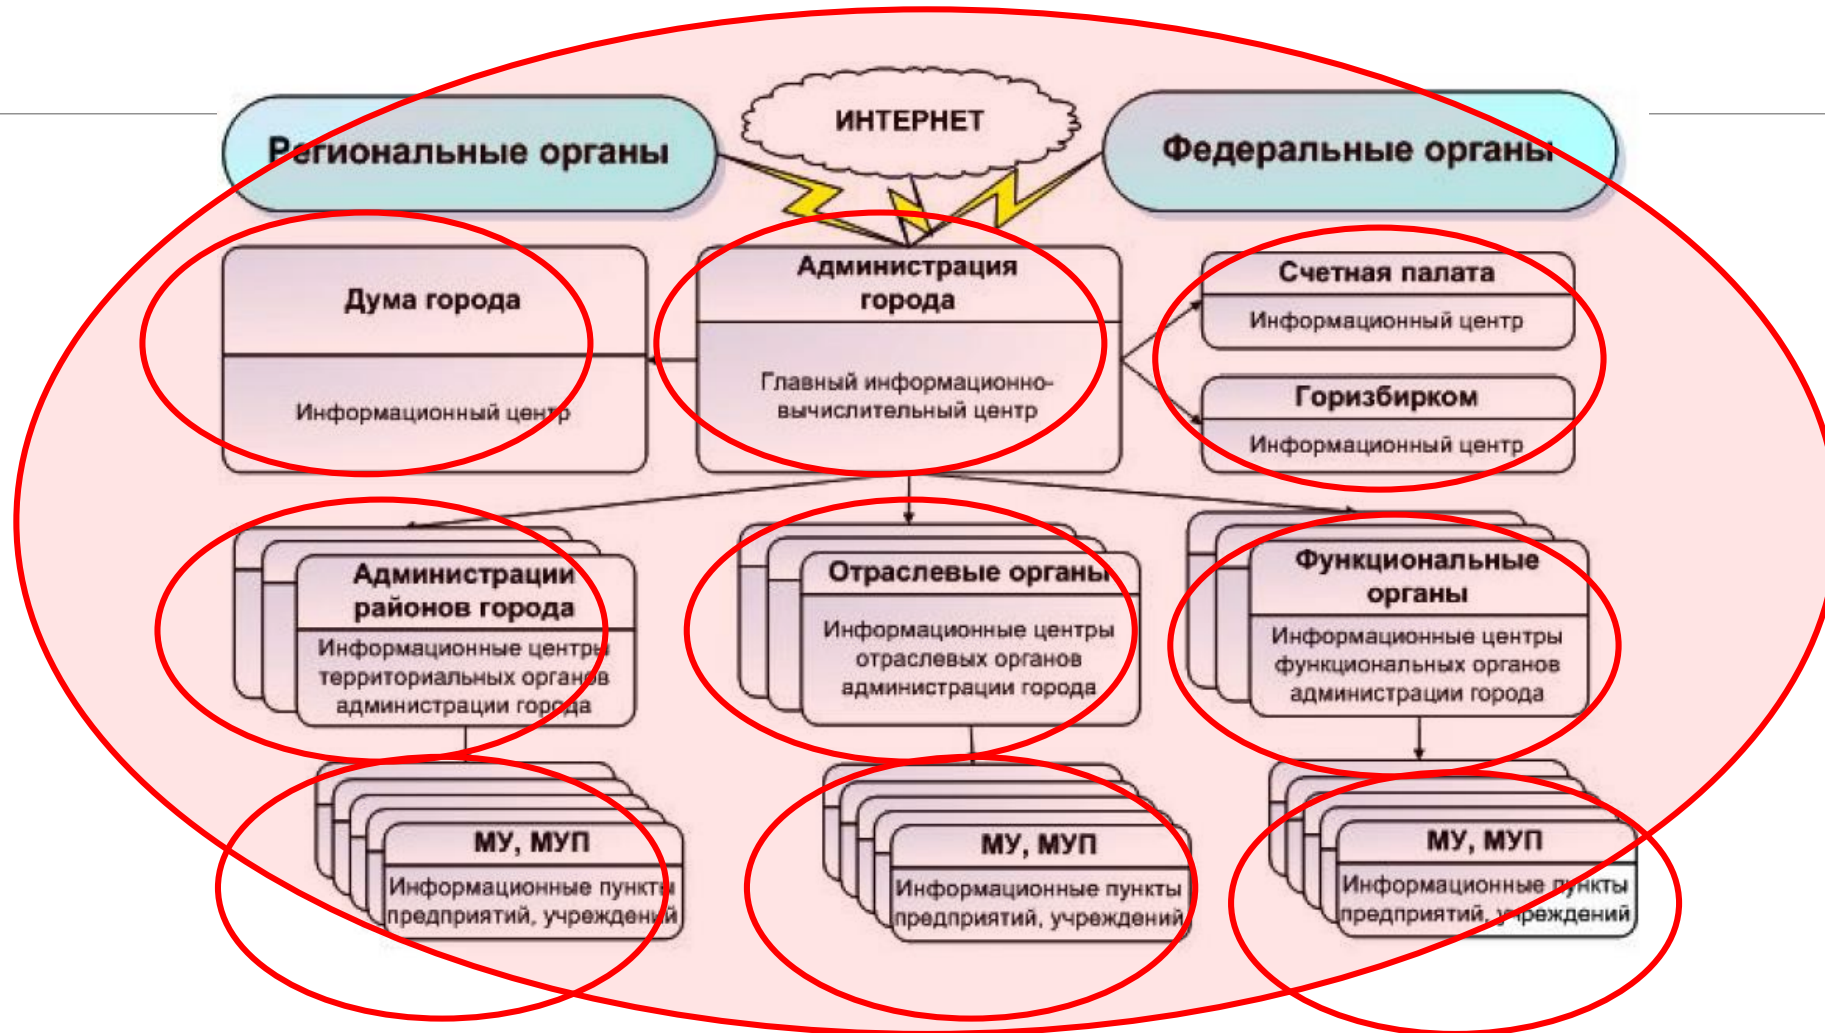 Региональные органы
ИНТЕРНЕТ
Федеральные органы
Дума города
Информационный центр
Администрация
города
Главный информационно-
вычислительный центр
Счетная палата
Информационный центр
Горизбирком
Информационный центр
Администрации
районов города
Информационные центры
территориальных органов
администрации города
Отраслевые органы
Информационные центры
отраслевых органов
администрации города
Функциональные
органы
Информационные центры
функциональных органов
администрации города
МУ, МУП
Информационные пункты
предприятий, учреждений
МУ, МУП
Информационные пункты
предприятий, учреждений
МУ, МУП
Информационные пункты
предприятий, учреждений